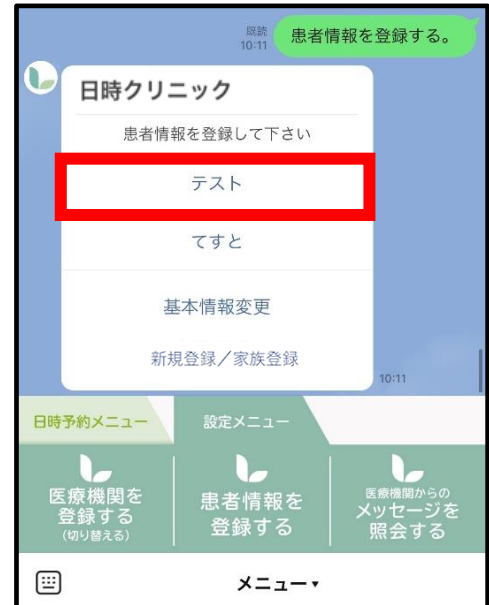 既読
10:11
患者情報を登録する。
日時クリニック
患者情報を登録して下さい
テスト
てすと
基本情報変更
新規登録／家族登録
10:11
日時予約メニュー
設定メニュー
医療機関を
登録する
(切り替える)
患者情報を
登録する
医療機関からの
メッセージを
照会する
メニュー▾